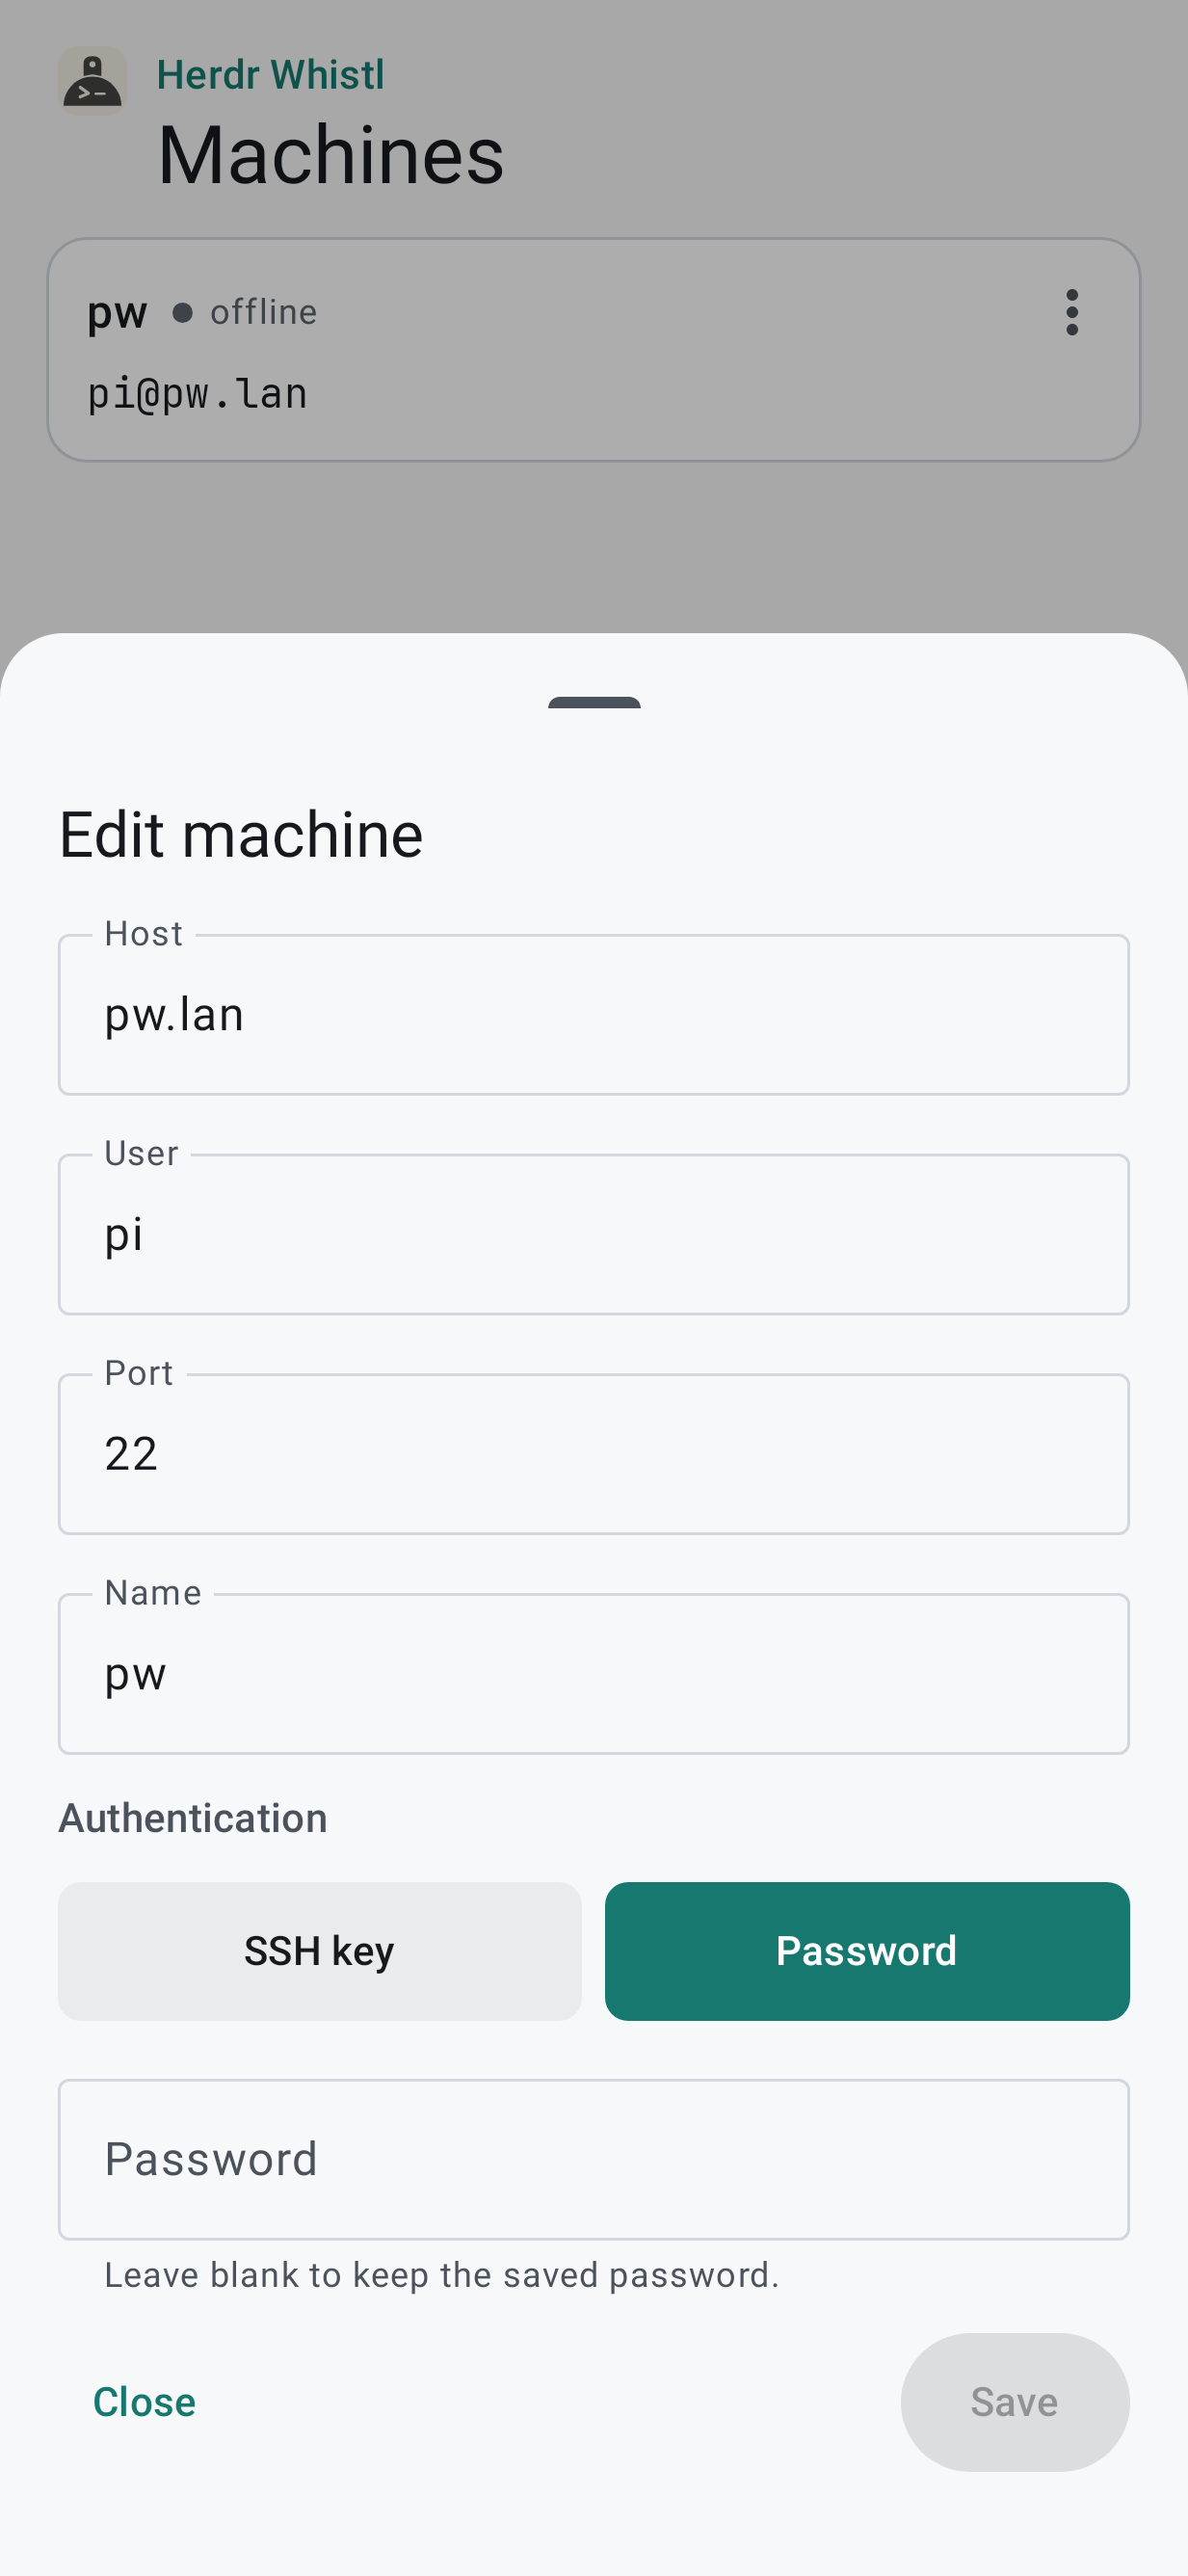 Herdr Whistl
Machines
pw offline
pi@pw.lan
Edit machine
Host
pw.lan
User
pi
Port
22
Name
pw
Authentication
SSH key Password
Password
Leave blank to keep the saved password.
Close Save